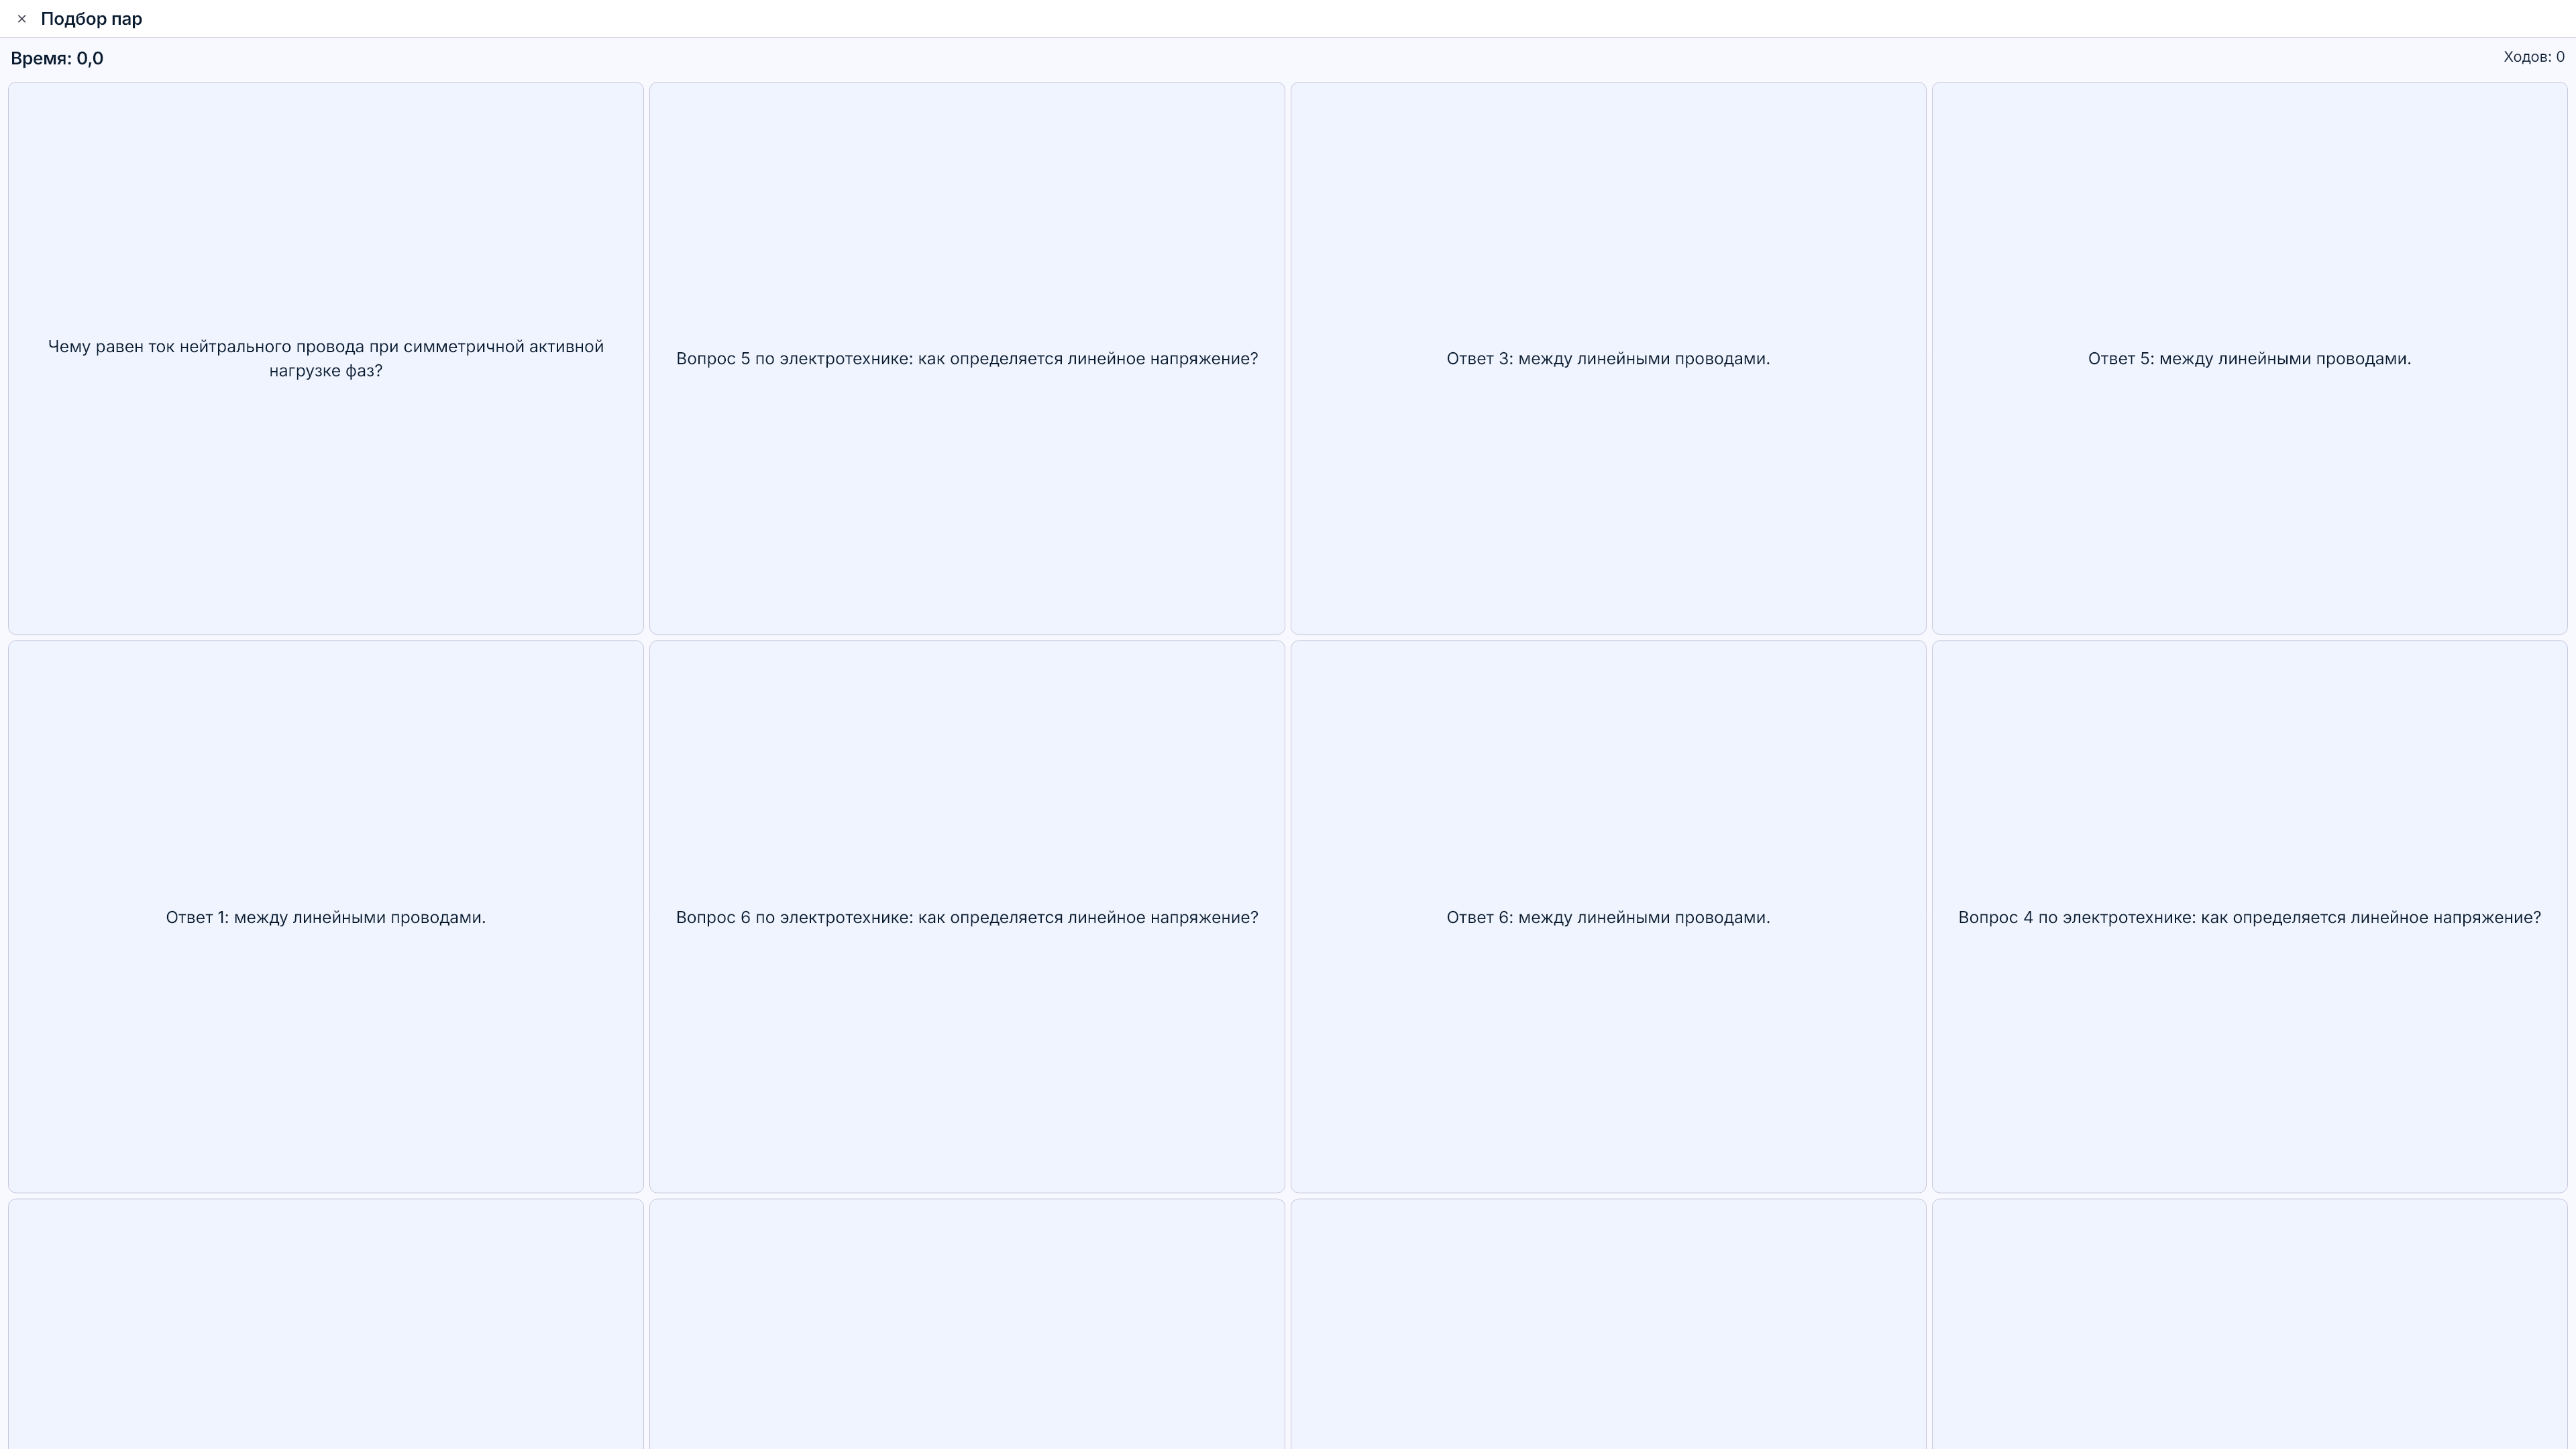 Подбор пар
Время: 0,0
Ходов: 0
Чему равен ток нейтрального провода при симметричной активной
нагрузке фаз?
Вопрос 5 по электротехнике: как определяется линейное напряжение?
Ответ 3: между линейными проводами.
Ответ 5: между линейными проводами.
Ответ 1: между линейными проводами.
Вопрос 6 по электротехнике: как определяется линейное напряжение?
Ответ 6: между линейными проводами.
Вопрос 4 по электротехнике: как определяется линейное напряжение?